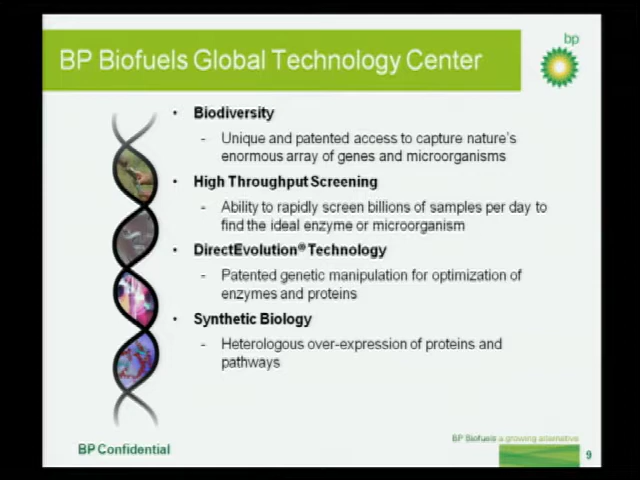 bp
BP Biofuels Global Technology Center
• Biodiversity
- Unique and patented access to capture nature's
enormous array of genes and microorganisms
• High Throughput Screening
- Ability to rapidly screen billions of samples per day to
find the ideal enzyme or microorganism
• DirectEvolution® Technology
- Patented genetic manipulation for optimization of
enzymes and proteins
• Synthetic Biology
- Heterologous over-expression of proteins and
pathways
BP Biofuels a growing alternative
BP Confidential
9